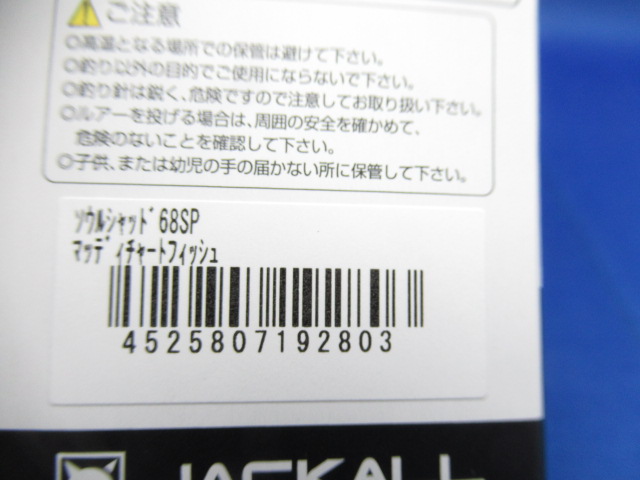 ご注意
◎高温となる場所での保管は避けて下さい。
◎釣り以外の目的でご使用にならないで下さい。
◎釣り針は鋭く、危険ですので注意してお取り扱い下さい。
◎ルアーを投げる場合は、周囲の安全を確かめて、
危険のないことを確認して下さい。
◎子供、または幼児の手の届かない所に保管して下さい。
ｿｳﾙｼｬｯﾄﾞ68SP
ﾏｯﾃﾞｨﾁｬｰﾄﾌｨｯｼｭ
4525807192803
JACKALL